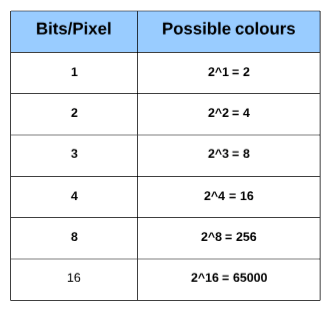 Bits/Pixel Possible colours
1 2^1 = 2
2 2^2 = 4
3 2^3 = 8
4 2^4 = 16
8 2^8 = 256
16 2^16 = 65000